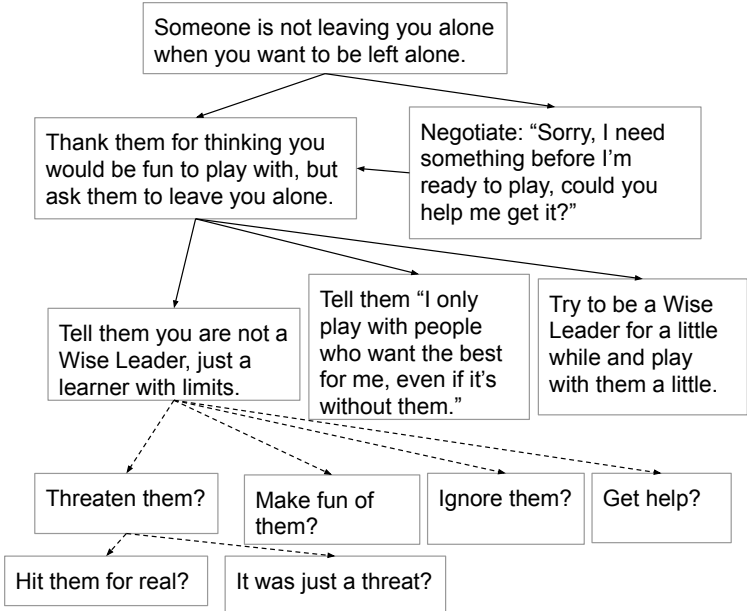 Someone is not leaving you alone
when you want to be left alone.
Thank them for thinking you
would be fun to play with, but
ask them to leave you alone.
Negotiate: “Sorry, I need
something before I’m
ready to play, could you
help me get it?”
Tell them you are not a
Wise Leader, just a
learner with limits.
Tell them “I only
play with people
who want the best
for me, even if it’s
without them.”
Try to be a Wise
Leader for a little
while and play
with them a little.
Threaten them?
Make fun of
them?
Ignore them?
Get help?
Hit them for real?
It was just a threat?